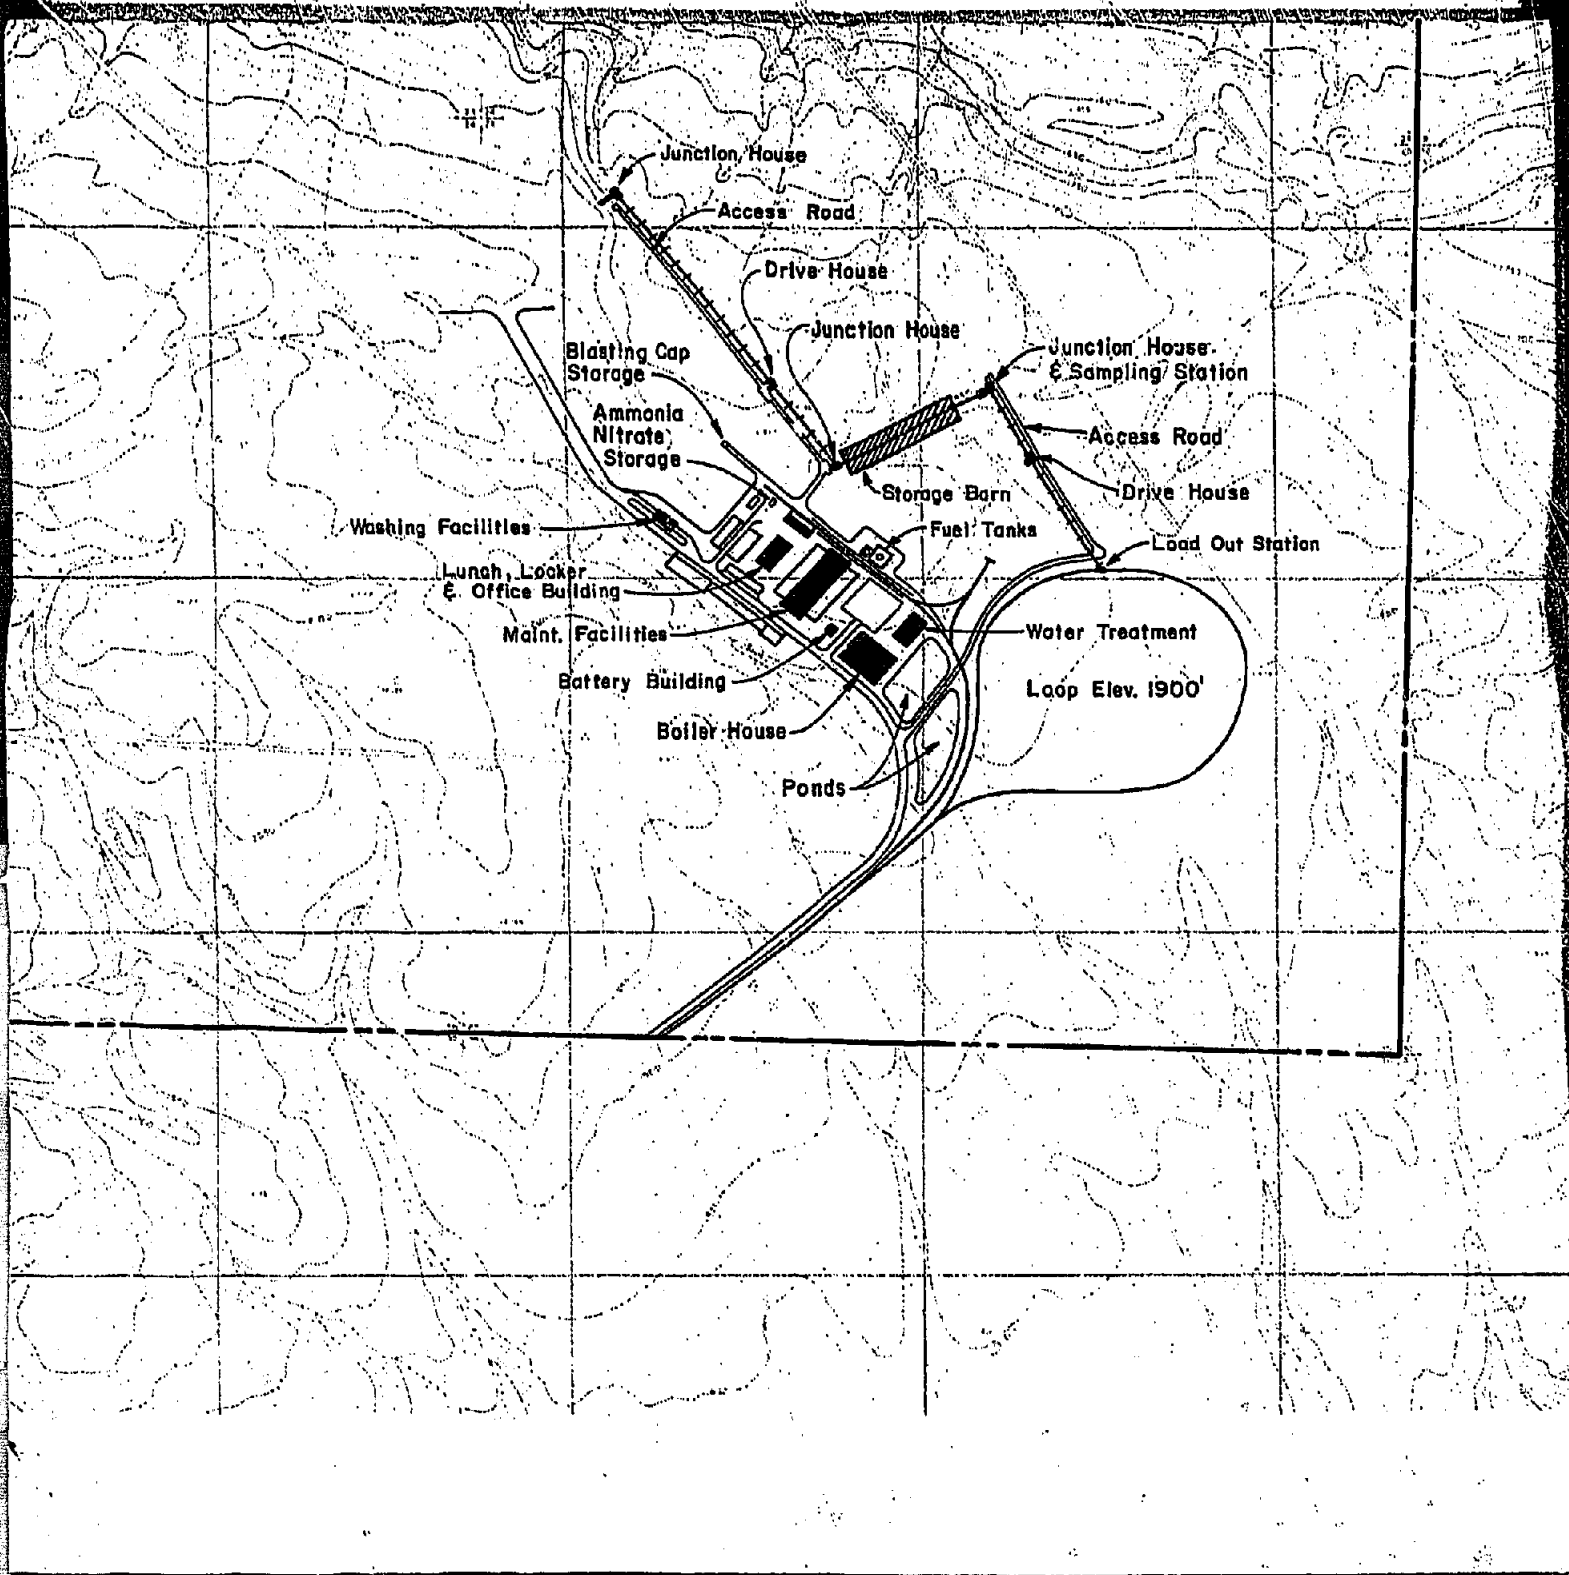 Junction House
Access Road
Drive House
Junction House
Blasting Cap
Storage
Junction House
& Sampling Station
Ammonia
Nitrate
Storage
Access Road
Storage Barn
Drive House
Washing Facilities
Fuel Tanks
Load Out Station
Lunch, Locker
& Office Building
Maint. Facilities
Water Treatment
Battery Building
Loop Elev. 1900'
Boiler House
Ponds